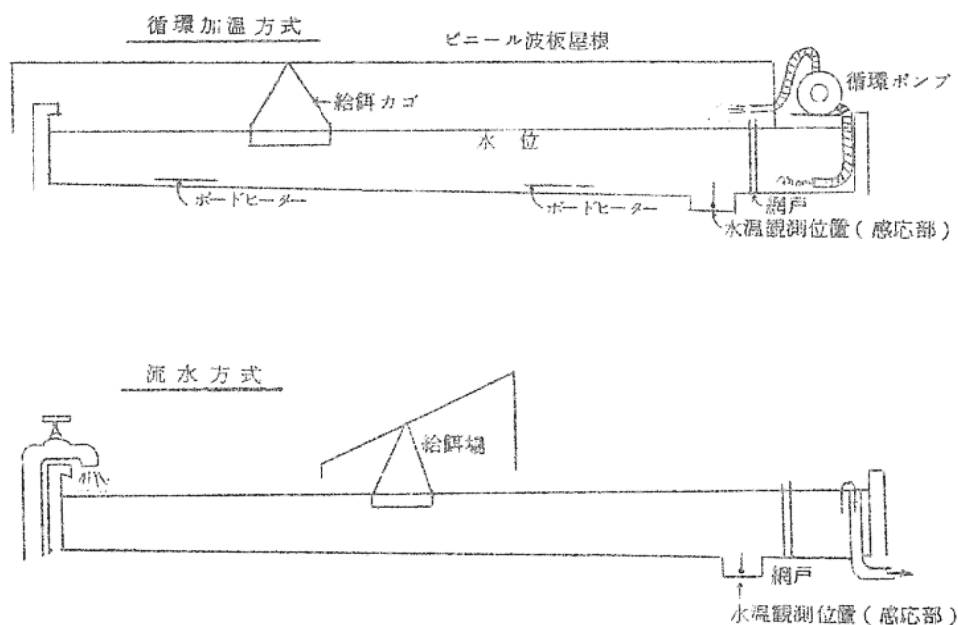 循環加温方式
ビニール波板屋根
循環ポンプ
給餌カゴ
水位
ボードヒーター
ボードヒーター
網戸
水温観測位置(感応部)
流水方式
給餌場
網戸
水温観測位置(感応部)